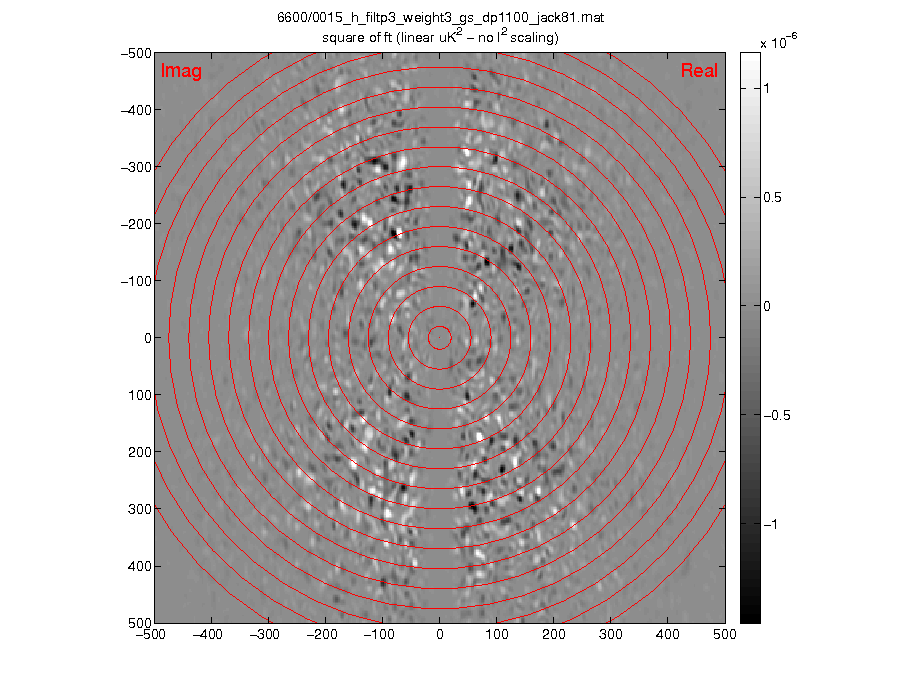 6600/0015_h_filtp3_weight3_gs_dp1100_jack81.mat
square of ft (linear uK² − no l² scaling)
x 10⁻⁶
Imag
Real
−500
−400
−300
−200
−100
0
100
200
300
400
500
−500 −400 −300 −200 −100 0 100 200 300 400 500
1
0.5
0
−0.5
−1